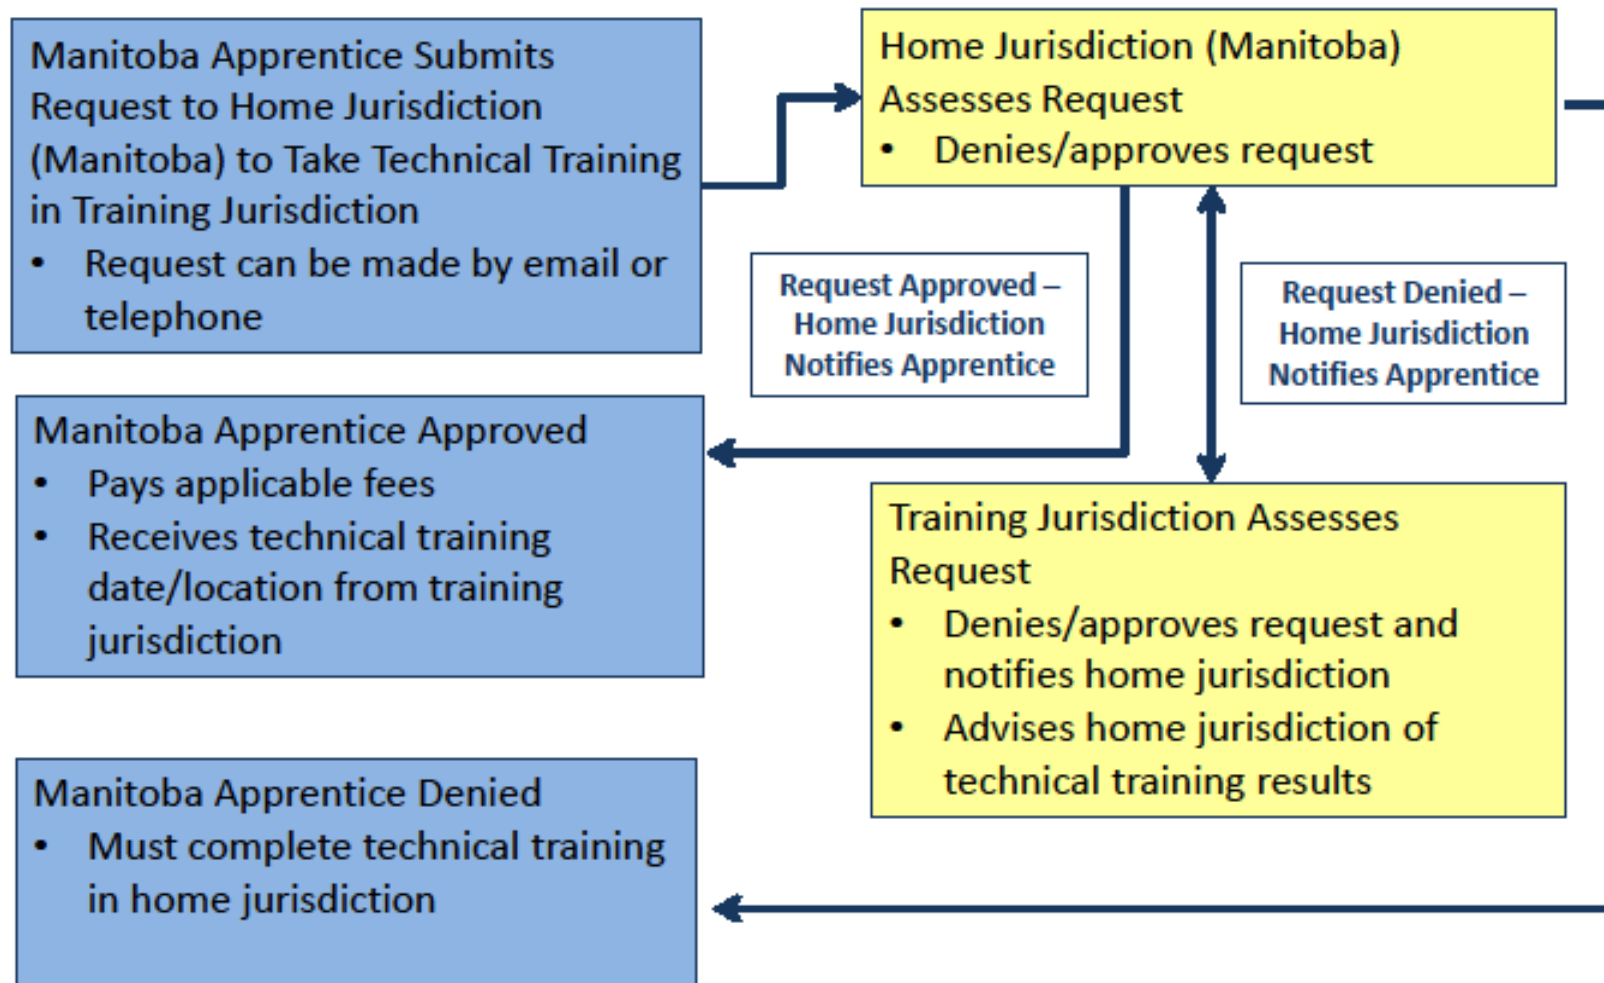 Manitoba Apprentice Submits
Request to Home Jurisdiction
(Manitoba) to Take Technical Training
in Training Jurisdiction
• Request can be made by email or
telephone
Home Jurisdiction (Manitoba)
Assesses Request
• Denies/approves request
Request Approved –
Home Jurisdiction
Notifies Apprentice
Request Denied –
Home Jurisdiction
Notifies Apprentice
Manitoba Apprentice Approved
• Pays applicable fees
• Receives technical training
date/location from training
jurisdiction
Training Jurisdiction Assesses
Request
• Denies/approves request and
notifies home jurisdiction
• Advises home jurisdiction of
technical training results
Manitoba Apprentice Denied
• Must complete technical training
in home jurisdiction